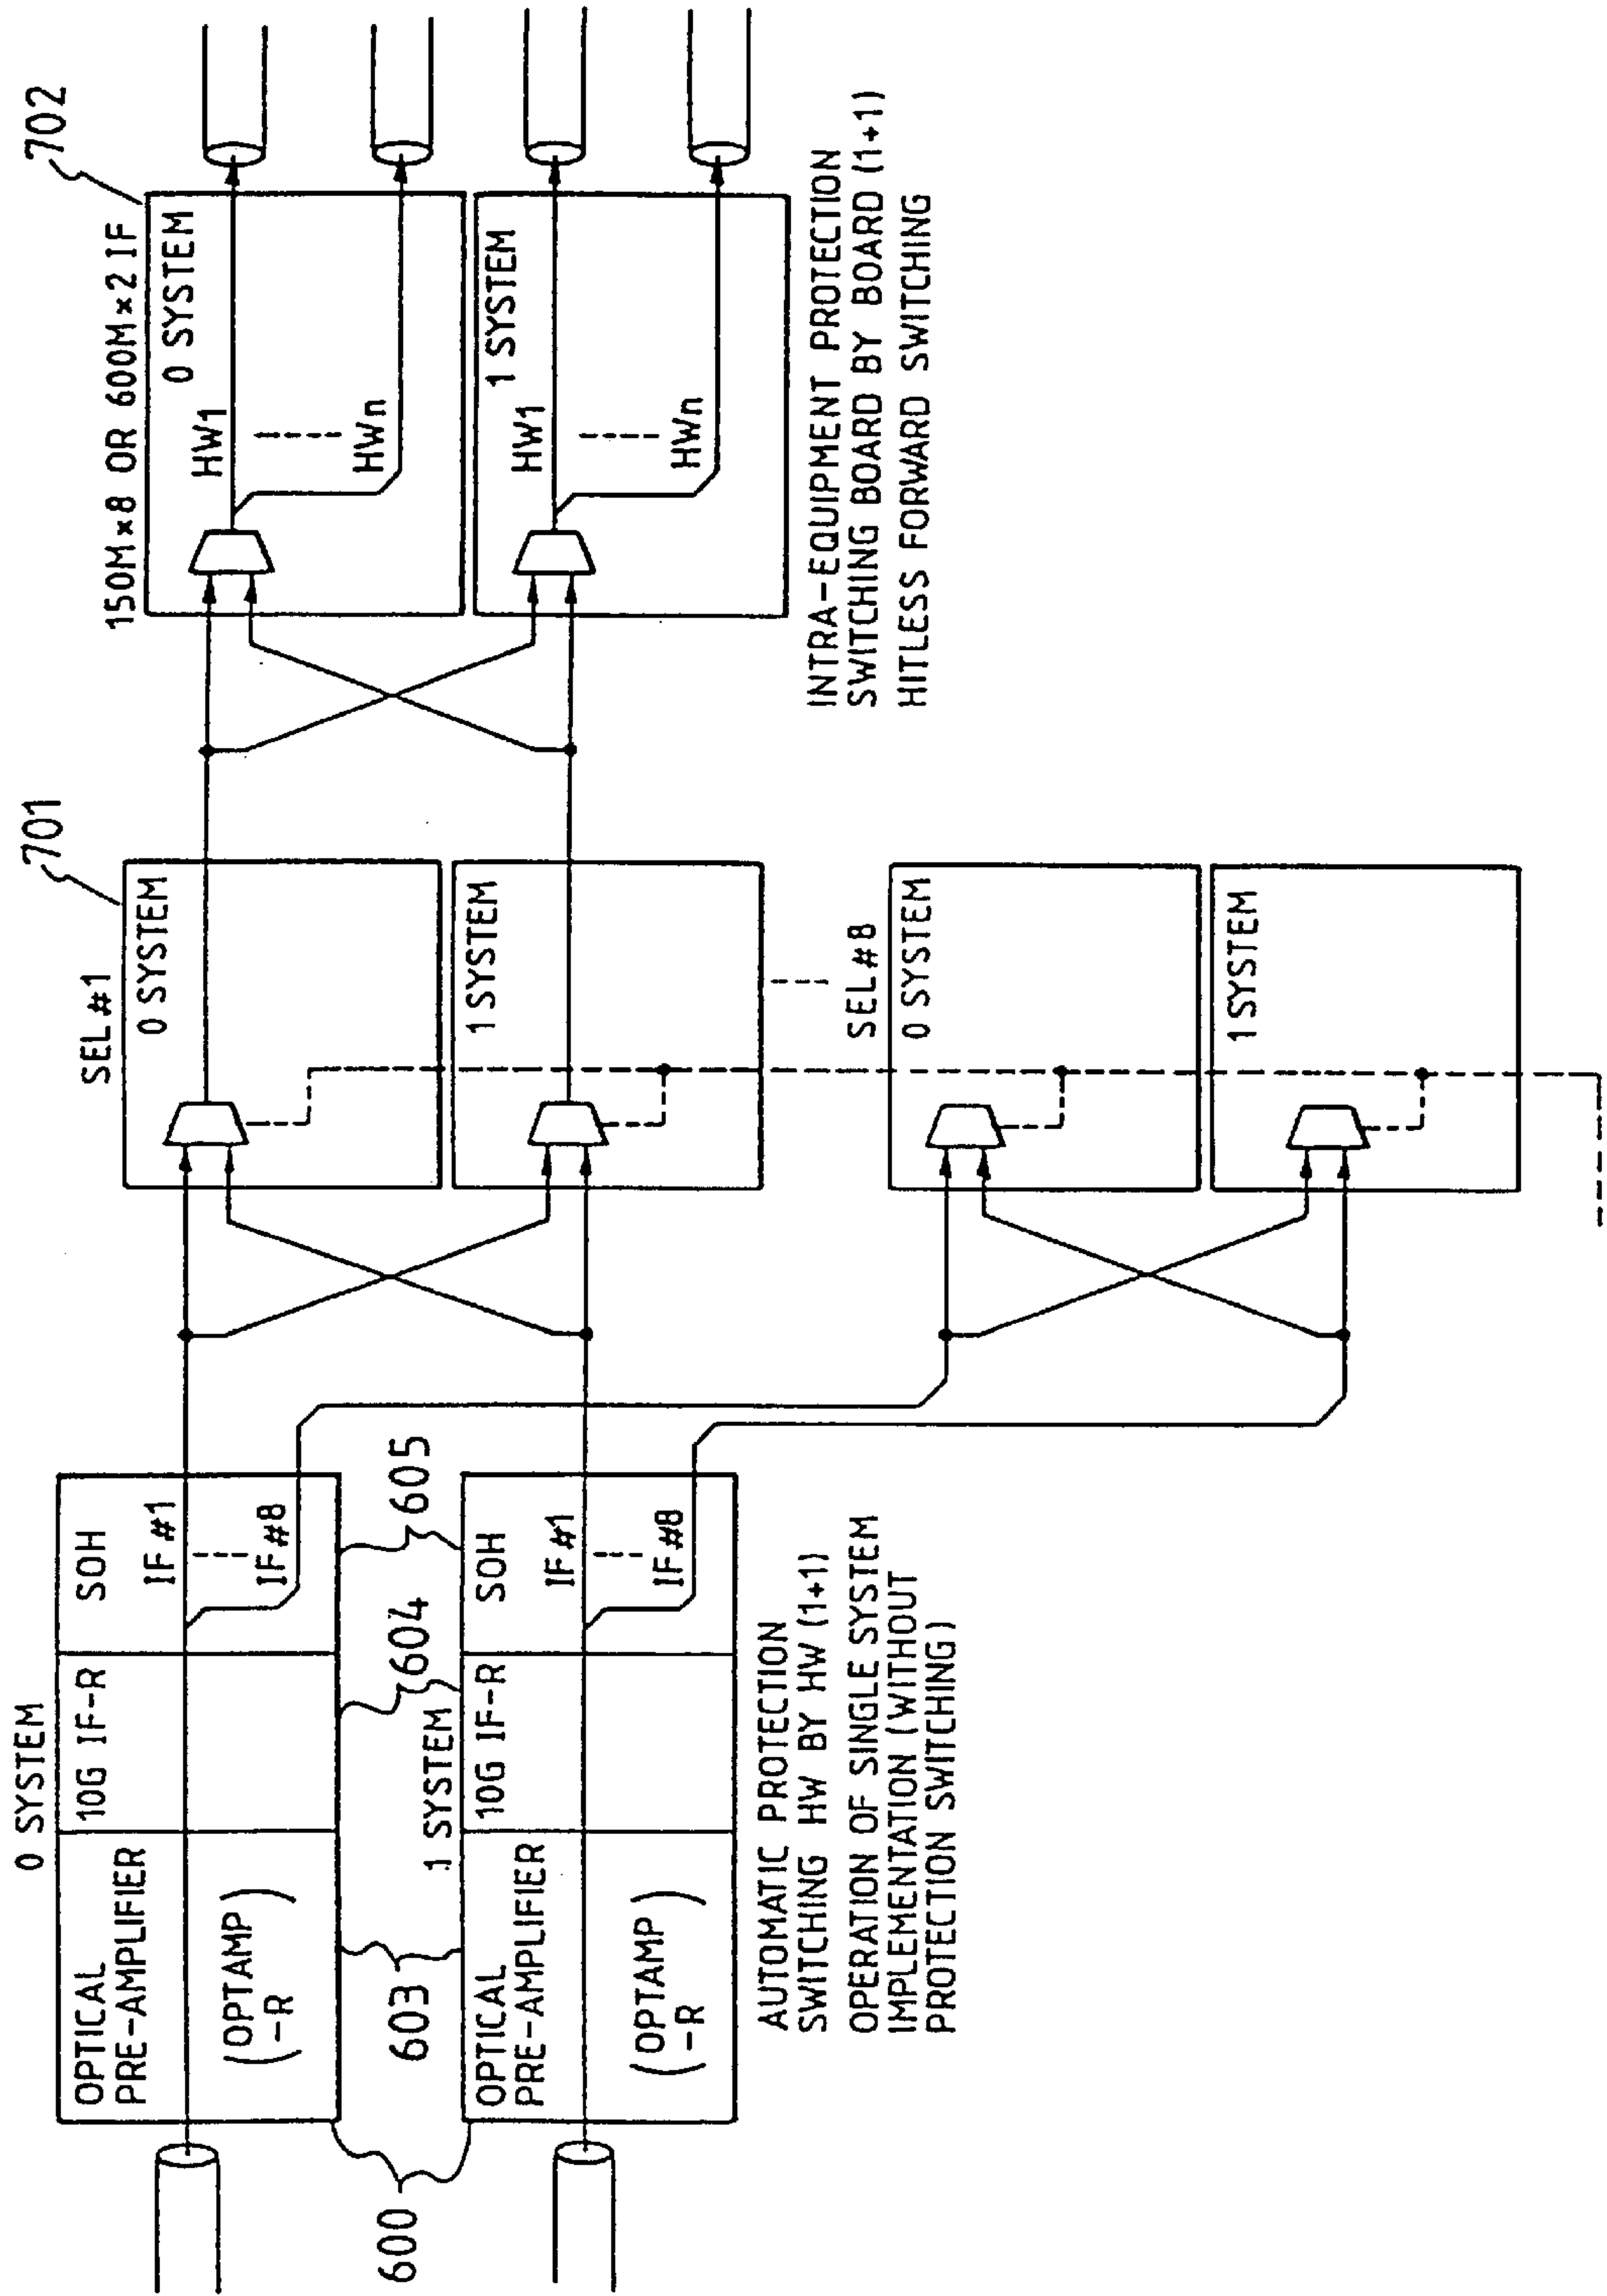 0 SYSTEM
OPTICAL
PRE-AMPLIFIER
(OPTAMP
-R)
10G IF-R
SOH
IF#1
IF#8
600
603
604
605
1 SYSTEM
OPTICAL
PRE-AMPLIFIER
(OPTAMP
-R)
10G IF-R
SOH
IF#1
IF#8
AUTOMATIC PROTECTION
SWITCHING HW BY HW (1+1)
OPERATION OF SINGLE SYSTEM
IMPLEMENTATION (WITHOUT
PROTECTION SWITCHING)
701
SEL#1
0 SYSTEM
1 SYSTEM
SEL#8
0 SYSTEM
1 SYSTEM
702
150M×8 OR 600M×2 IF
0 SYSTEM
HW1
HWn
1 SYSTEM
HW1
HWn
INTRA-EQUIPMENT PROTECTION
SWITCHING BOARD BY BOARD (1+1)
HITLESS FORWARD SWITCHING